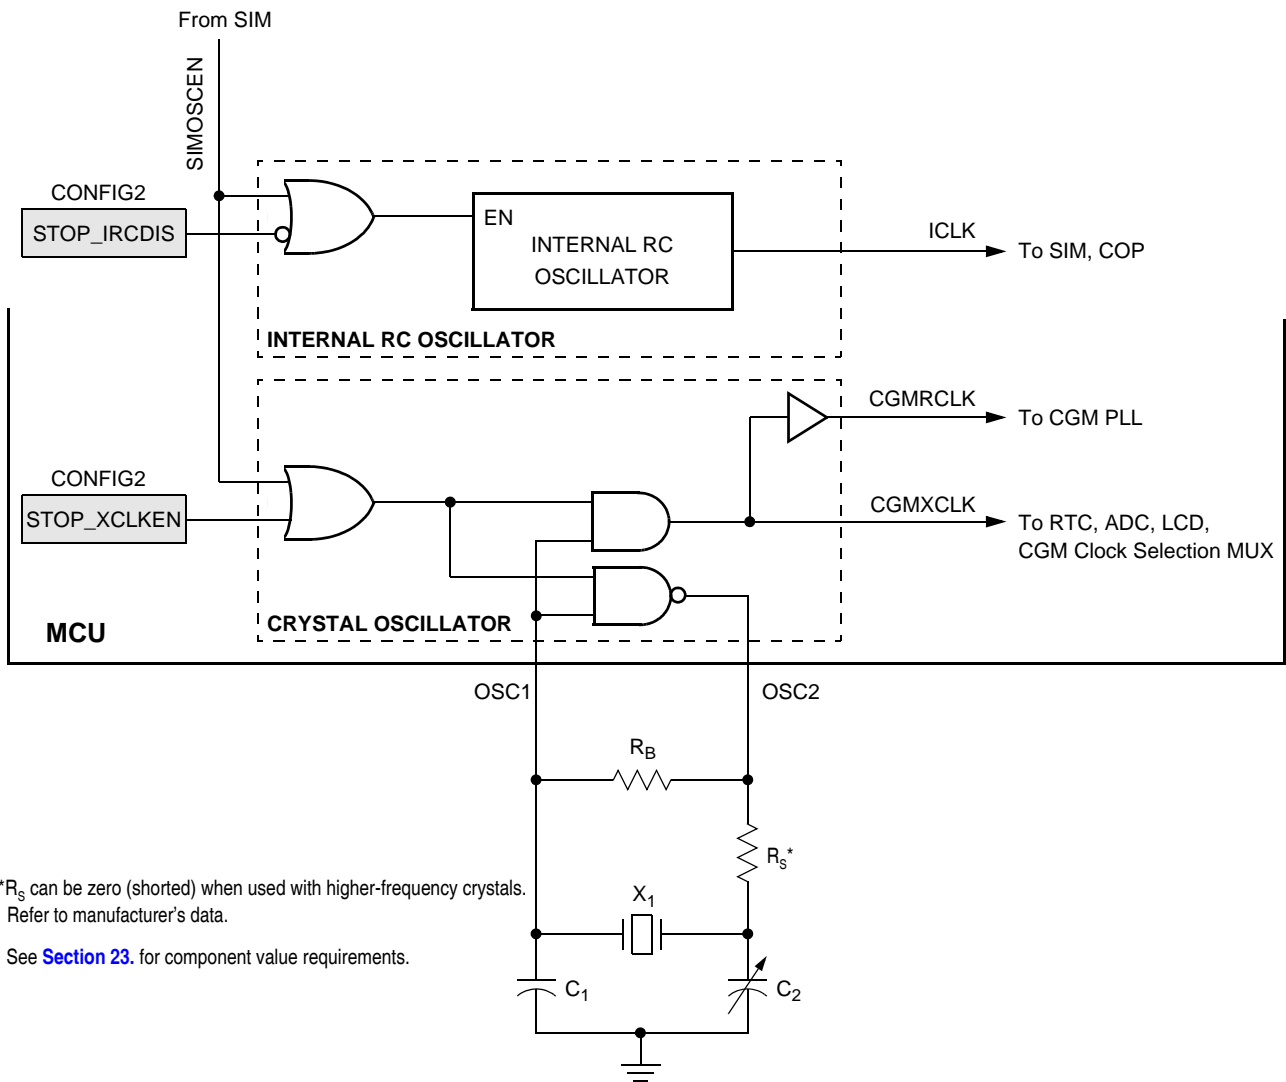 From SIM
SIMOSCEN
CONFIG2
STOP_IRCDIS
EN
INTERNAL RC
OSCILLATOR
ICLK
To SIM, COP
INTERNAL RC OSCILLATOR
CGMRCLK
To CGM PLL
CONFIG2
STOP_XCLKEN
CGMXCLK
To RTC, ADC, LCD,
CGM Clock Selection MUX
MCU
CRYSTAL OSCILLATOR
OSC1
OSC2
RB
RS*
*RS can be zero (shorted) when used with higher-frequency crystals.
Refer to manufacturer’s data.
X1
See Section 23. for component value requirements.
C1
C2